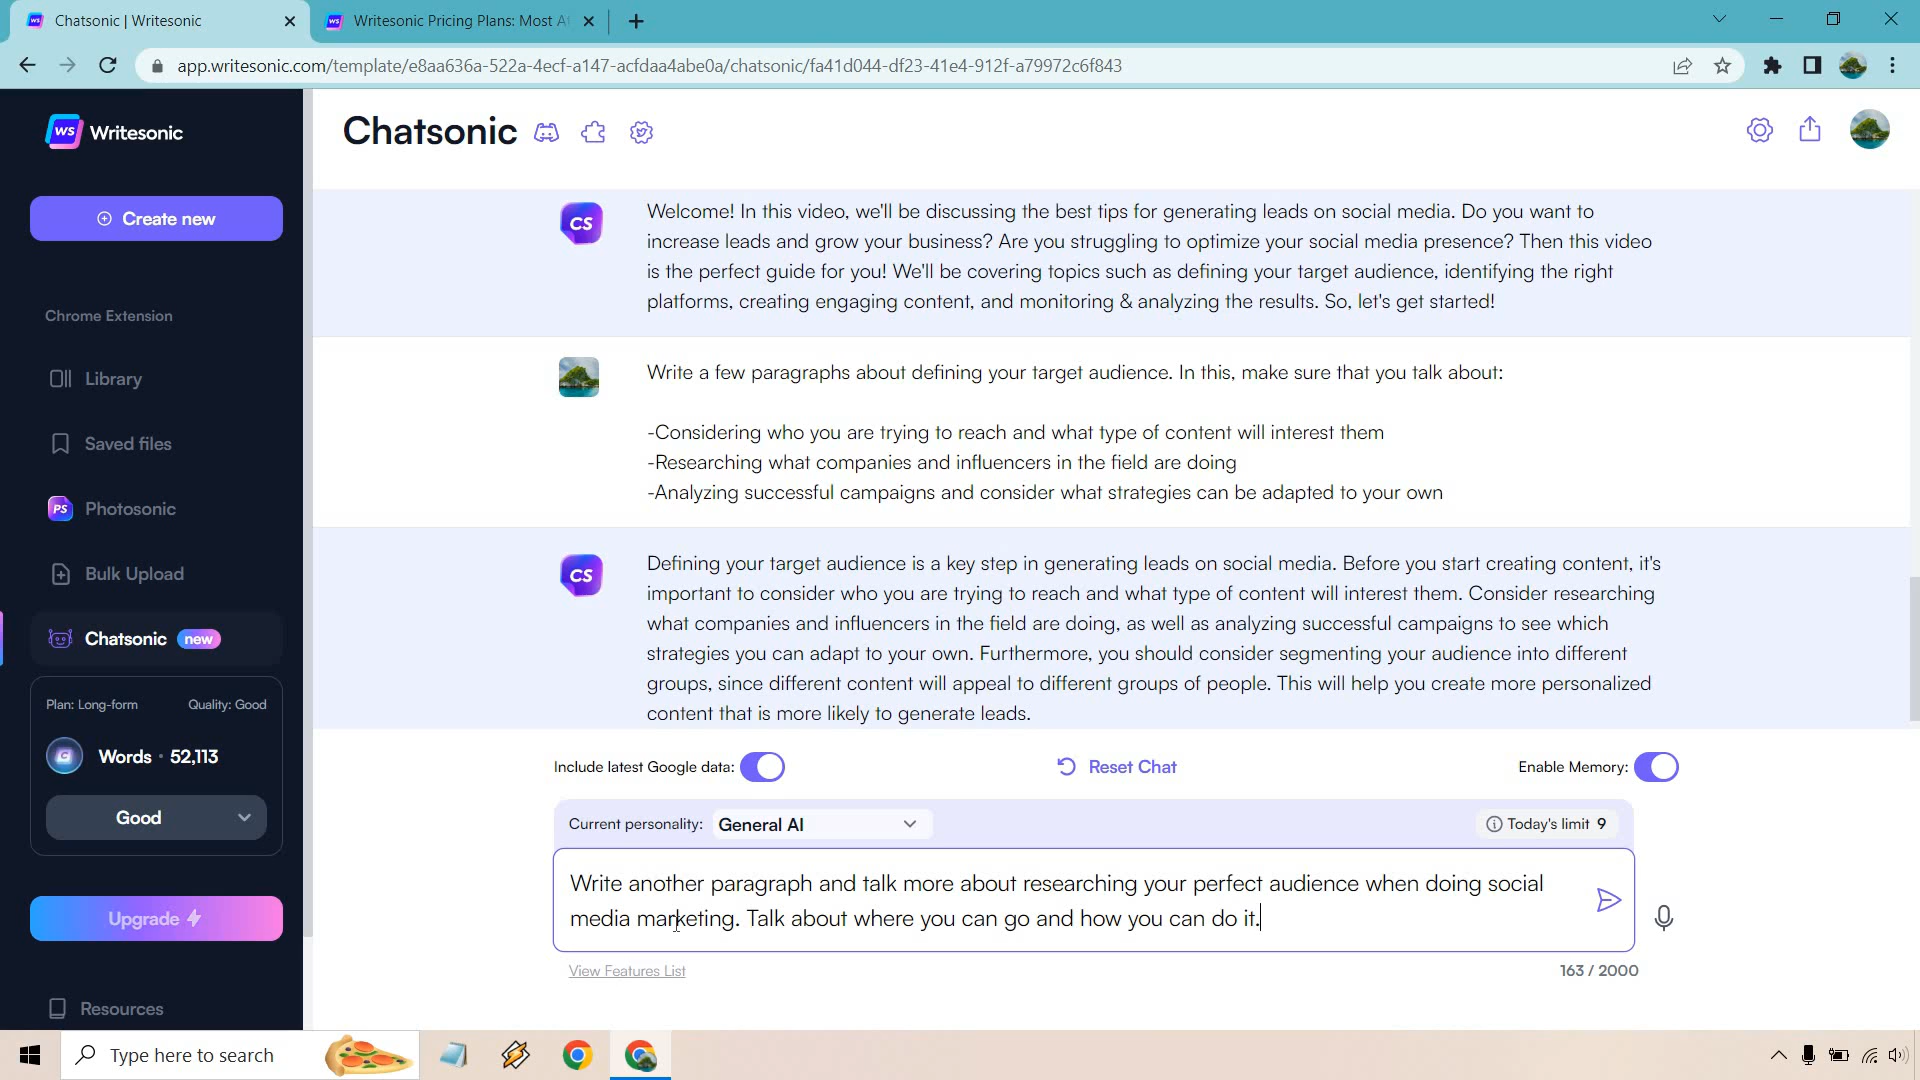 Chatsonic | Writesonic
Writesonic Pricing Plans: Most A
app.writesonic.com/template/e8aa636a-522a-4ecf-a147-acfdaa4abe0a/chatsonic/fa41d044-df23-41e4-912f-a79972c6f843
WS Writesonic
Create new
Chrome Extension
Library
Saved files
PS Photosonic
Bulk Upload
Chatsonic new
Plan: Long-form Quality: Good
Words · 52,113
Good
Upgrade
Resources
Chatsonic
CS
Welcome! In this video, we'll be discussing the best tips for generating leads on social media. Do you want to
increase leads and grow your business? Are you struggling to optimize your social media presence? Then this video
is the perfect guide for you! We'll be covering topics such as defining your target audience, identifying the right
platforms, creating engaging content, and monitoring & analyzing the results. So, let's get started!
Write a few paragraphs about defining your target audience. In this, make sure that you talk about:
-Considering who you are trying to reach and what type of content will interest them
-Researching what companies and influencers in the field are doing
-Analyzing successful campaigns and consider what strategies can be adapted to your own
CS
Defining your target audience is a key step in generating leads on social media. Before you start creating content, it's
important to consider who you are trying to reach and what type of content will interest them. Consider researching
what companies and influencers in the field are doing, as well as analyzing successful campaigns to see which
strategies you can adapt to your own. Furthermore, you should consider segmenting your audience into different
groups, since different content will appeal to different groups of people. This will help you create more personalized
content that is more likely to generate leads.
Include latest Google data: Reset Chat Enable Memory:
Current personality: General AI Today's limit 9
Write another paragraph and talk more about researching your perfect audience when doing social
media marketing. Talk about where you can go and how you can do it.
View Features List 163 / 2000
Type here to search